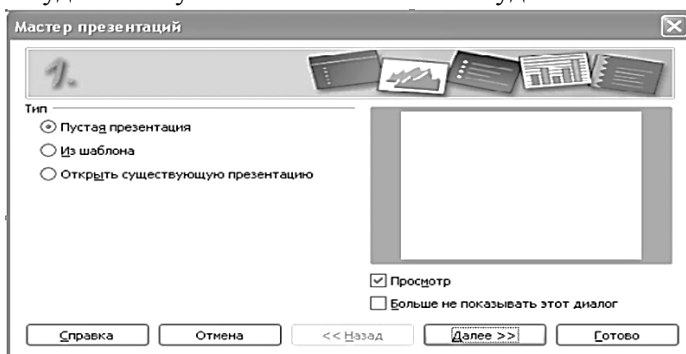 Мастер презентаций
1.
Тип
Пустая презентация
Из шаблона
Открыть существующую презентацию
Просмотр
Больше не показывать этот диалог
Справка
Отмена
<< Назад
Далее >>
Готово